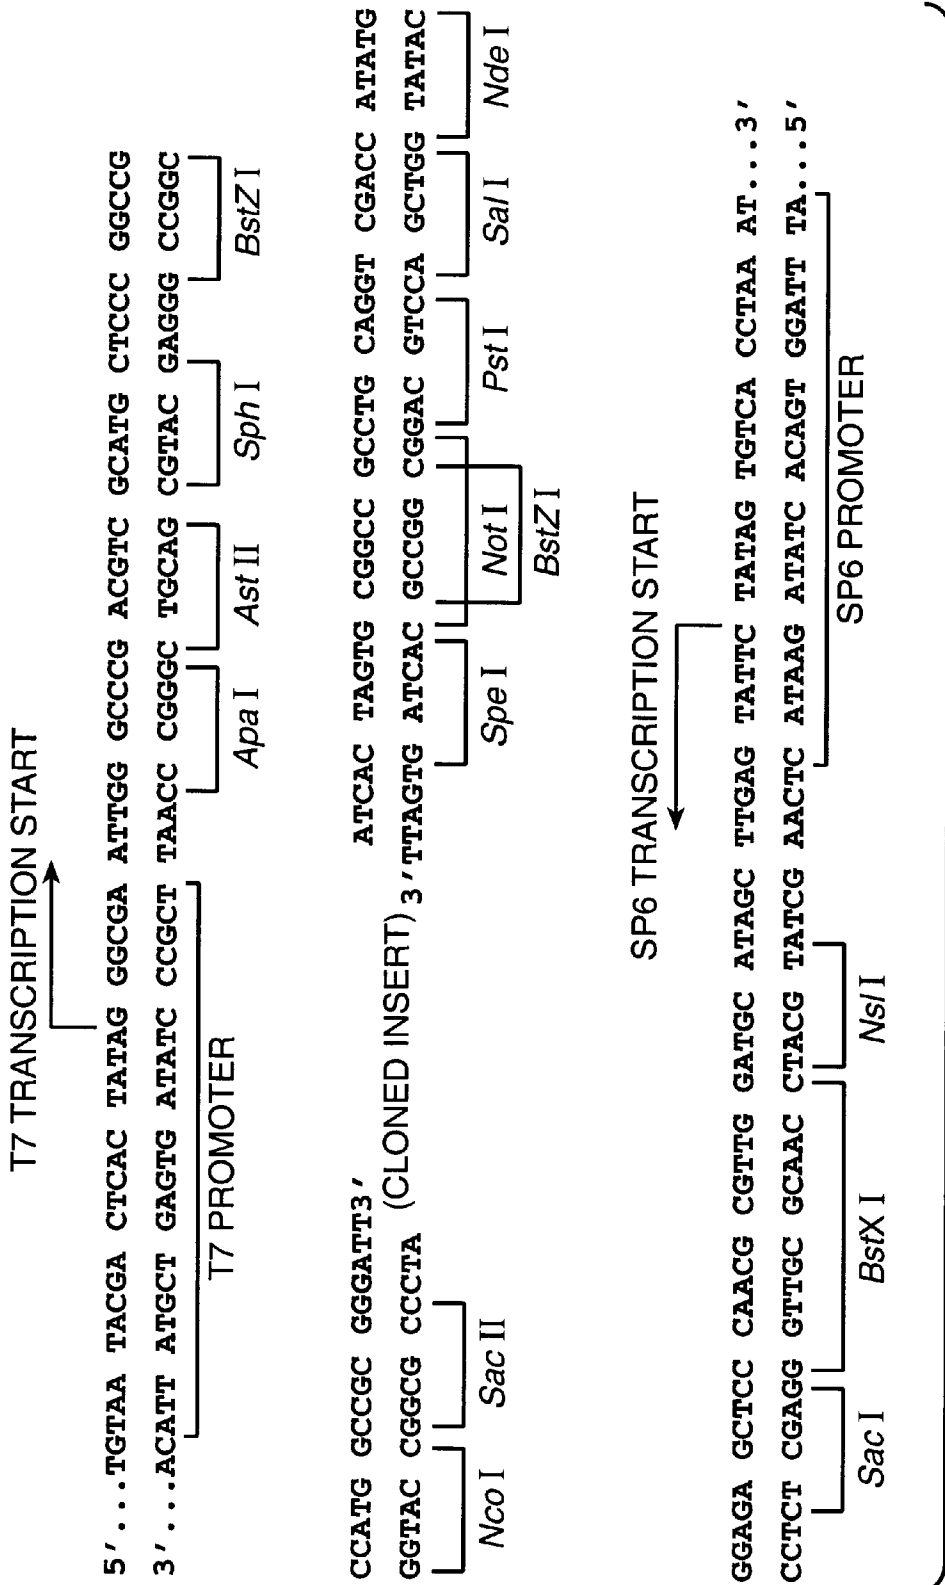 T7 TRANSCRIPTION START
5'...TGTAA TACGA CTCAC TATAG GGCGA ATTGG GCCCG ACGTC GCATG CTCCC GGCCG
3'...ACATT ATGCT GAGTG ATATC CCGCT TAACC CGGGC TGCAG CGTAC GAGGG CCGGC
T7 PROMOTER Apa I Ast II Sph I BstZ I
CCATG GCCGC GGGATT3' ATCAC TAGTG CGGCC GCCTG CAGGT CGACC ATATG
GGTAC CGGCG CCCTA (CLONED INSERT) 3'TTAGTG ATCAC GCCGG CGGAC GTCCA GCTGG TATAC
Nco I Sac II Spe I Not I Pst I Sal I Nde I
BstZ I
SP6 TRANSCRIPTION START
GGAGA GCTCC CAACG CGTTG GATGC ATAGC TTGAG TATTC TATAG TGTCA CCTAA AT...3'
CCTCT CGAGG GTTGC GCAAC CTACG TATCG AACTC ATAAG ATATC ACAGT GGATT TA...5'
Sac I BstX I Nsl I SP6 PROMOTER